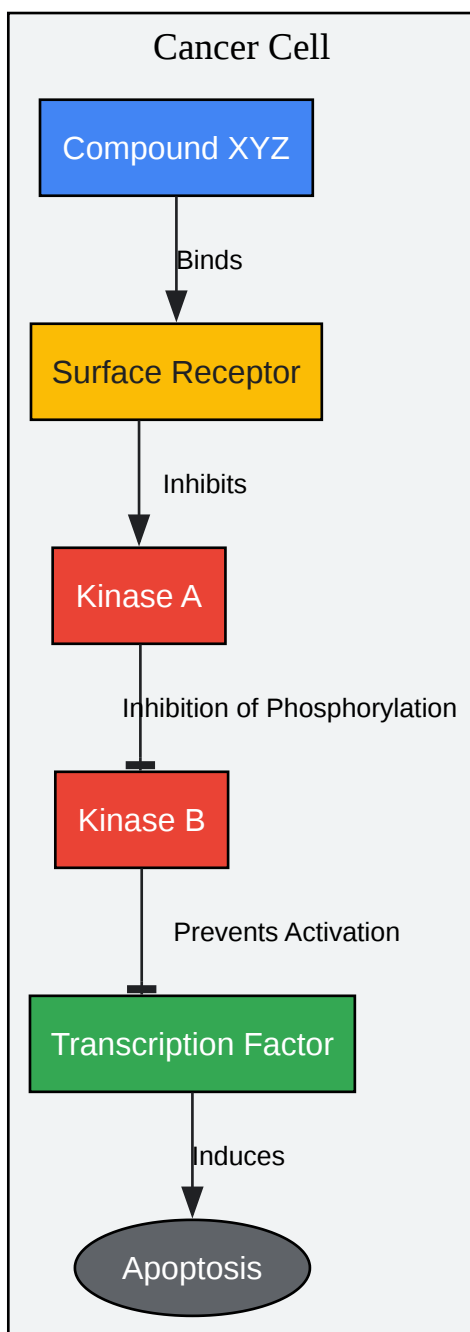 Cancer Cell
Compound XYZ
Binds
Surface Receptor
Inhibits
Kinase A
Inhibition of Phosphorylation
Kinase B
Prevents Activation
Transcription Factor
Induces
Apoptosis